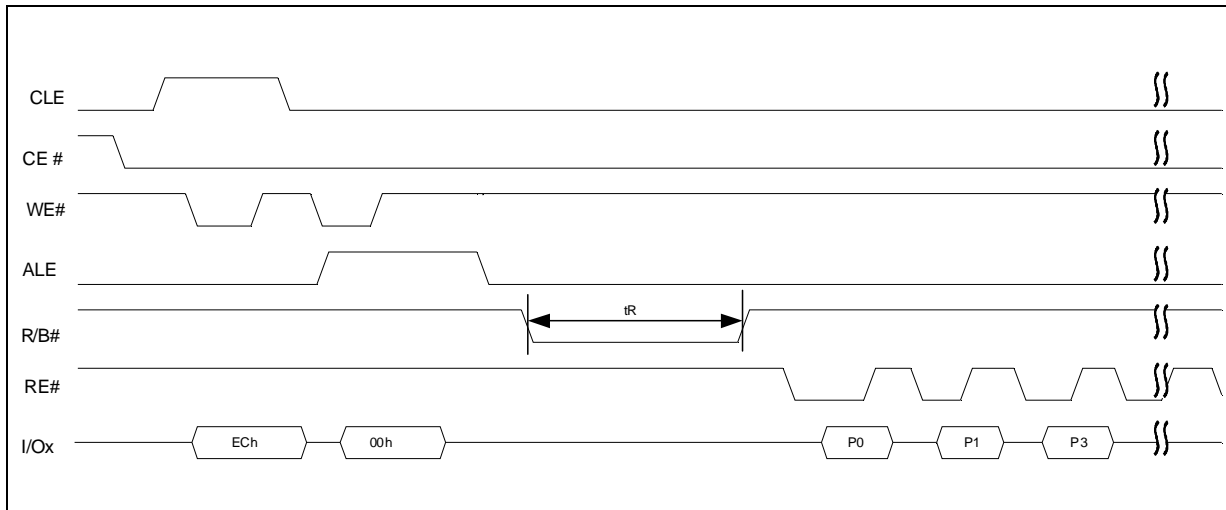 CLE
CE #
WE#
ALE
R/B#
tR
RE#
I/Ox
ECh
00h
P0
P1
P3